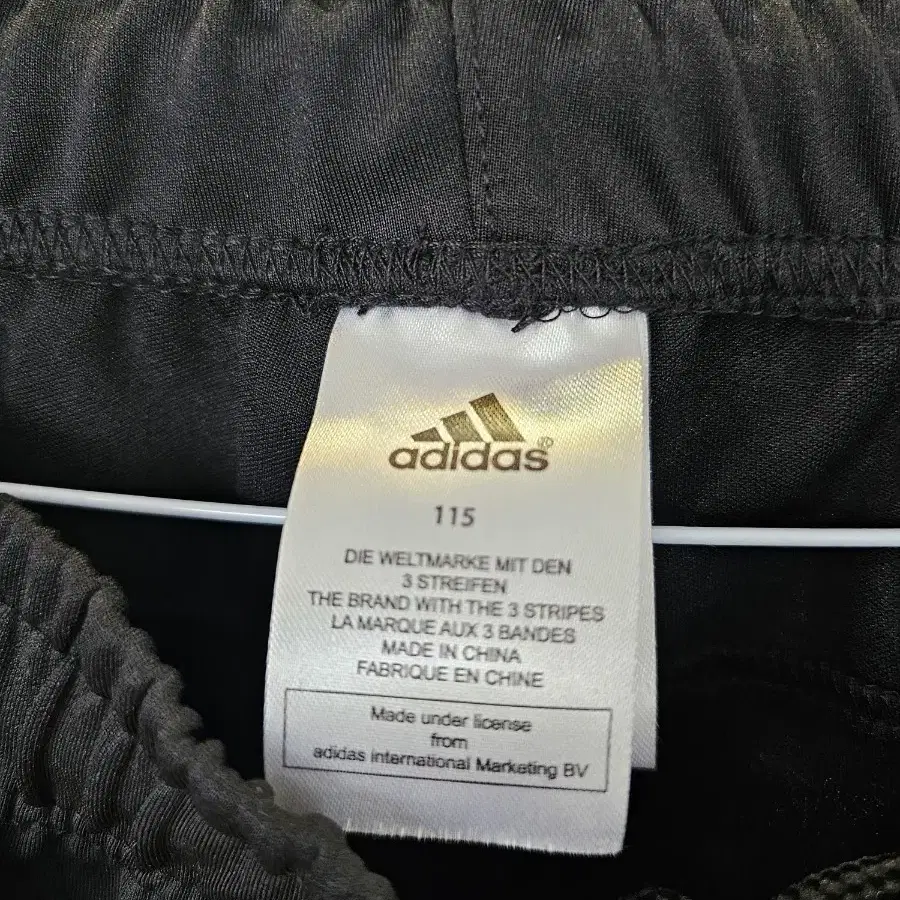 adidas®
115
DIE WELTMARKE MIT DEN
3 STREIFEN
THE BRAND WITH THE 3 STRIPES
LA MARQUE AUX 3 BANDES
MADE IN CHINA
FABRIQUE EN CHINE
Made under license
from
adidas international Marketing BV